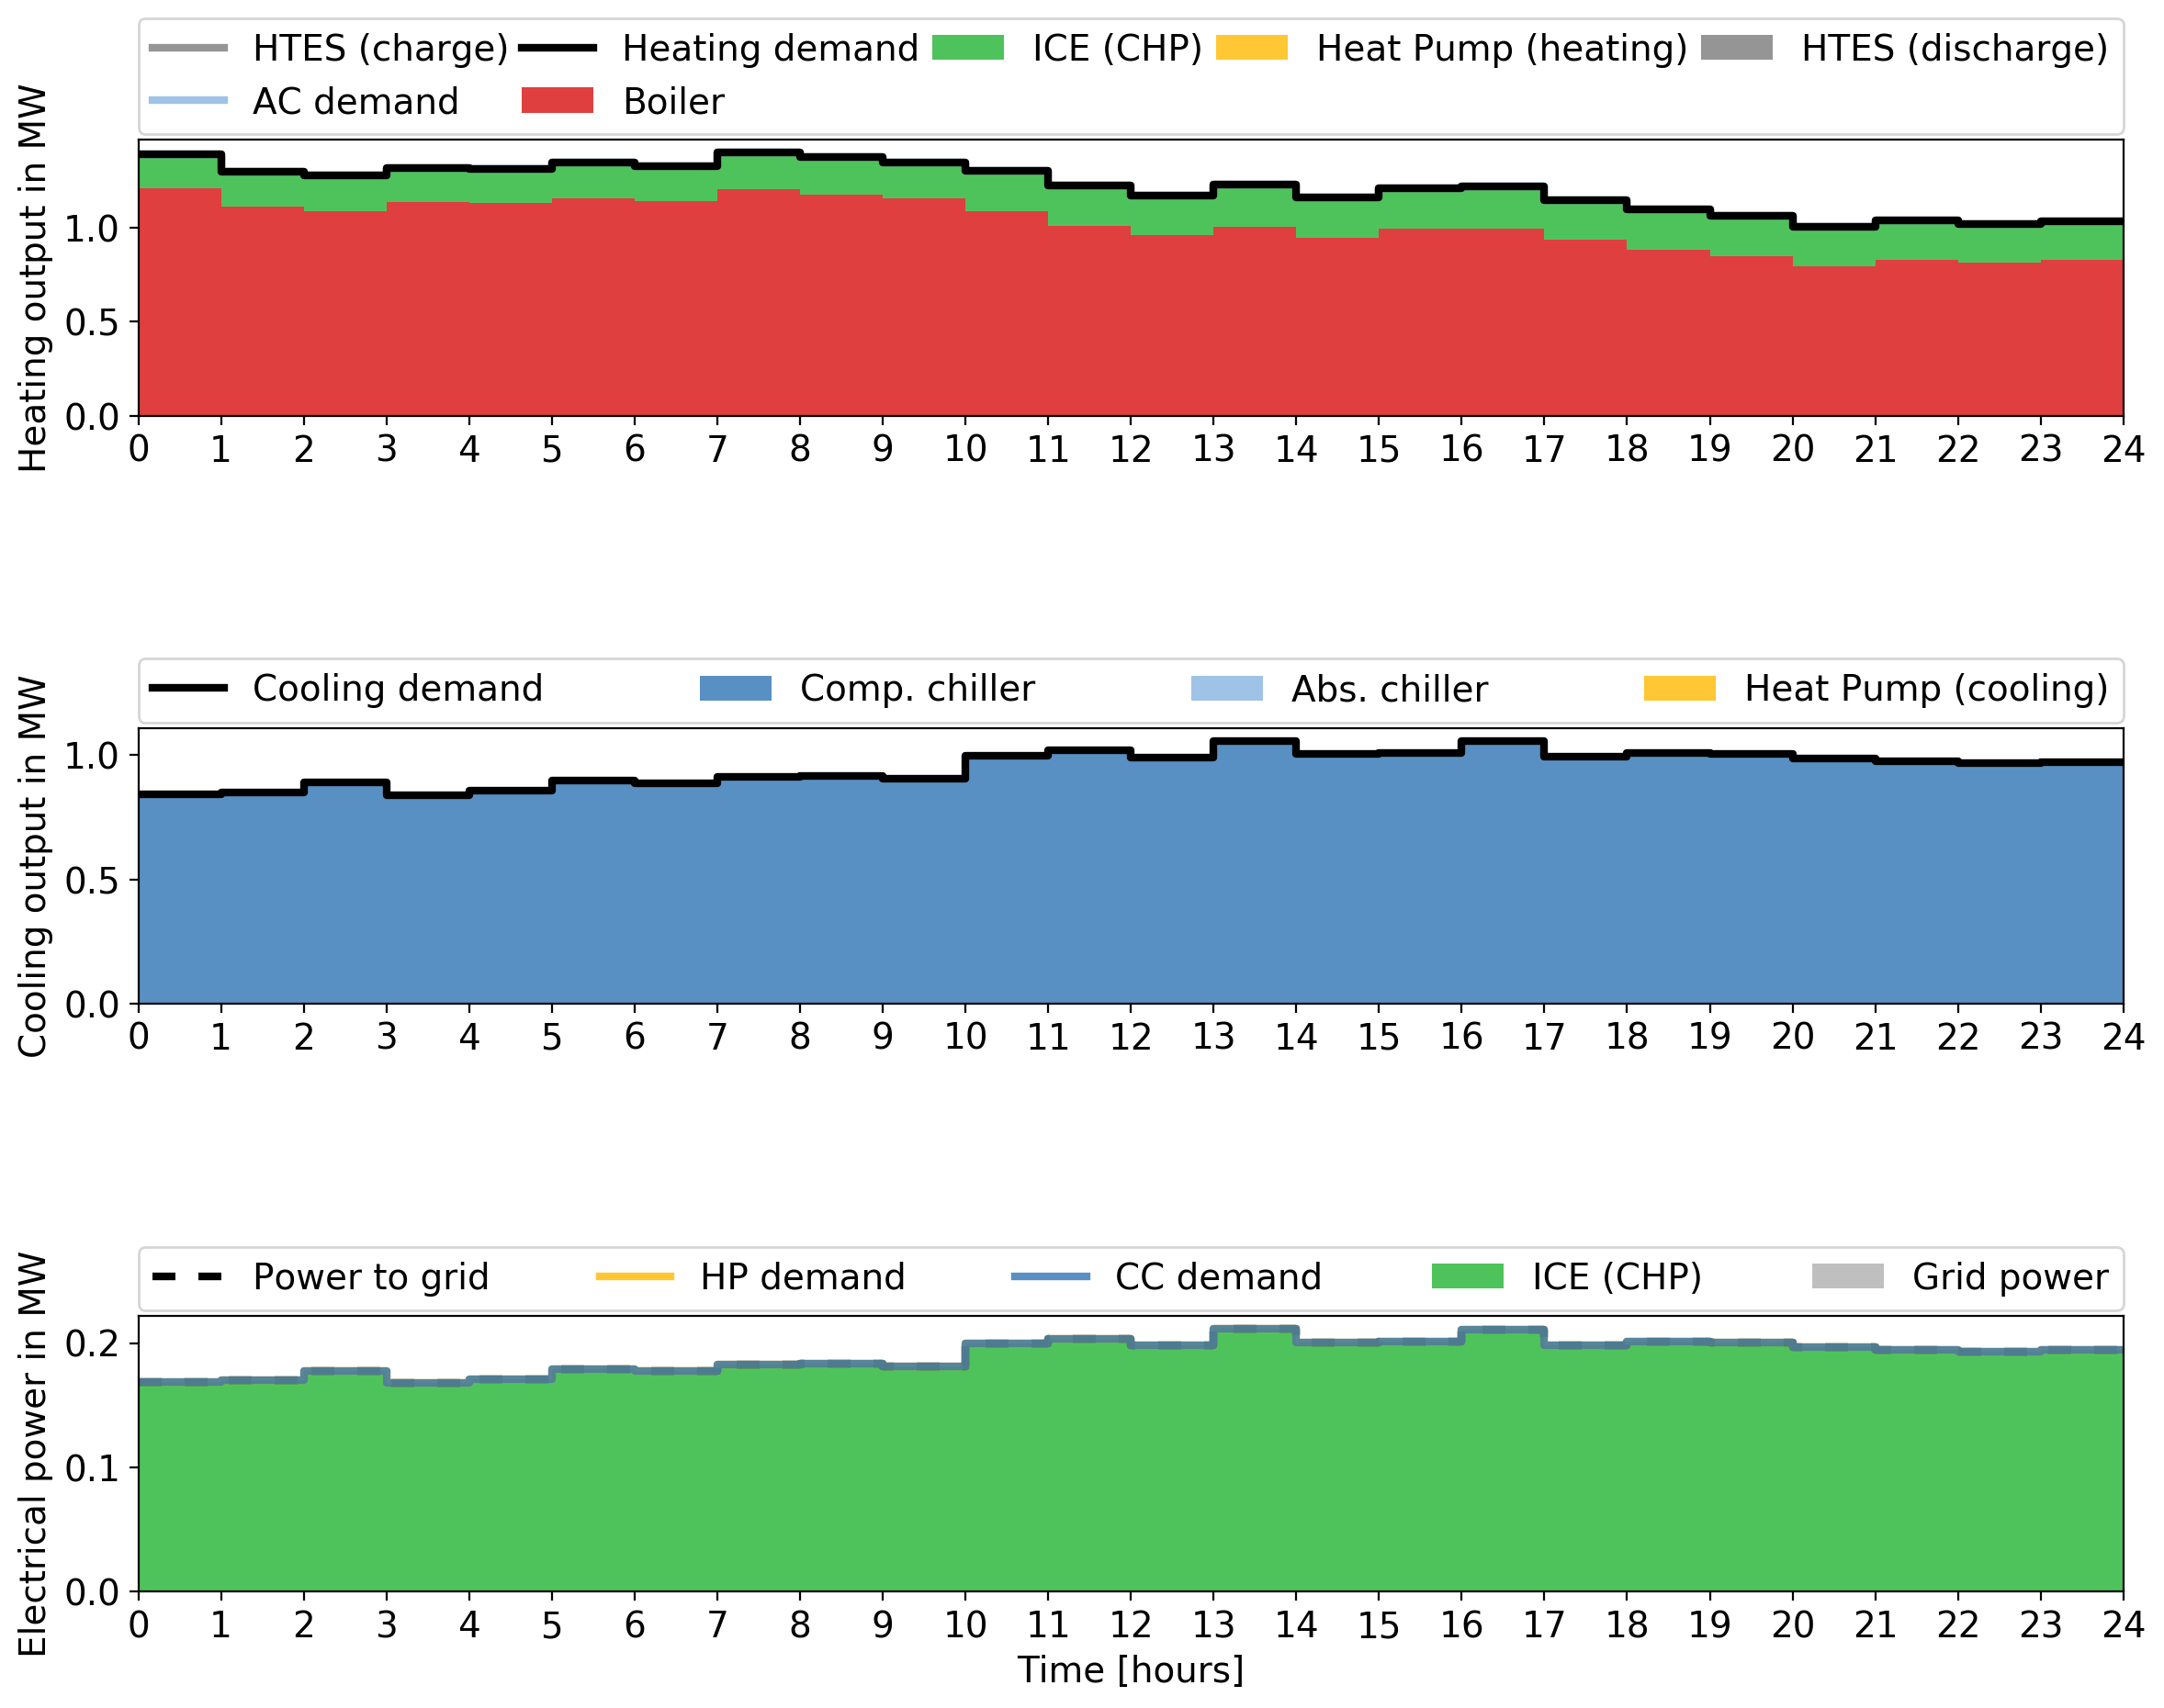 HTES (charge) Heating demand ICE (CHP) Heat Pump (heating) HTES (discharge)
AC demand Boiler
Heating output in MW
1.0
0.5
0.0
0 1 2 3 4 5 6 7 8 9 10 11 12 13 14 15 16 17 18 19 20 21 22 23 24
Cooling demand Comp. chiller Abs. chiller Heat Pump (cooling)
Cooling output in MW
1.0
0.5
0.0
0 1 2 3 4 5 6 7 8 9 10 11 12 13 14 15 16 17 18 19 20 21 22 23 24
Power to grid HP demand CC demand ICE (CHP) Grid power
Electrical power in MW
0.2
0.1
0.0
0 1 2 3 4 5 6 7 8 9 10 11 12 13 14 15 16 17 18 19 20 21 22 23 24
Time [hours]